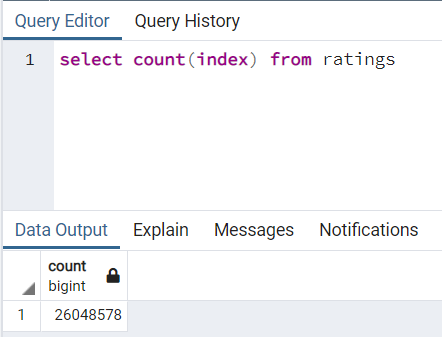 Query Editor Query History
1 select count(index) from ratings
Data Output Explain Messages Notifications
count
bigint
1 26048578